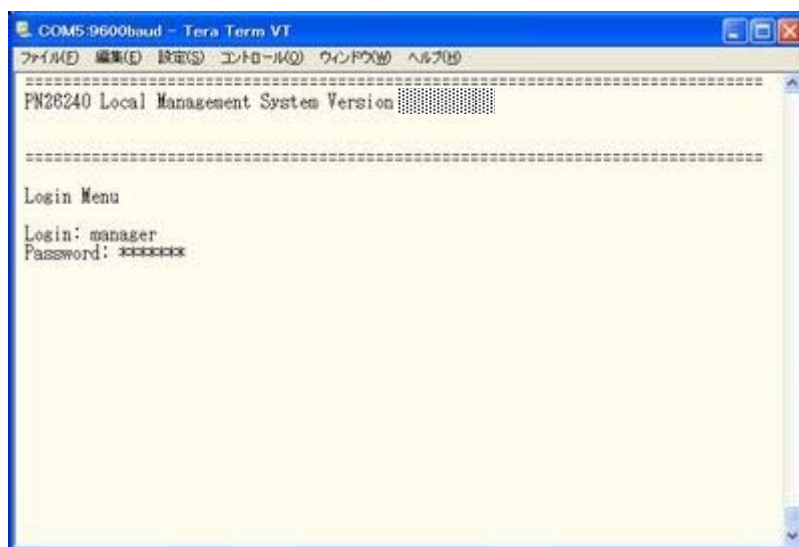 COM5:9600baud - Tera Term VT
ファイル(F) 編集(E) 設定(S) コントロール(O) ウィンドウ(W) ヘルプ(H)
=============================================================================
PN26240 Local Management System Version
=============================================================================
Login Menu
Login: manager
Password: *******